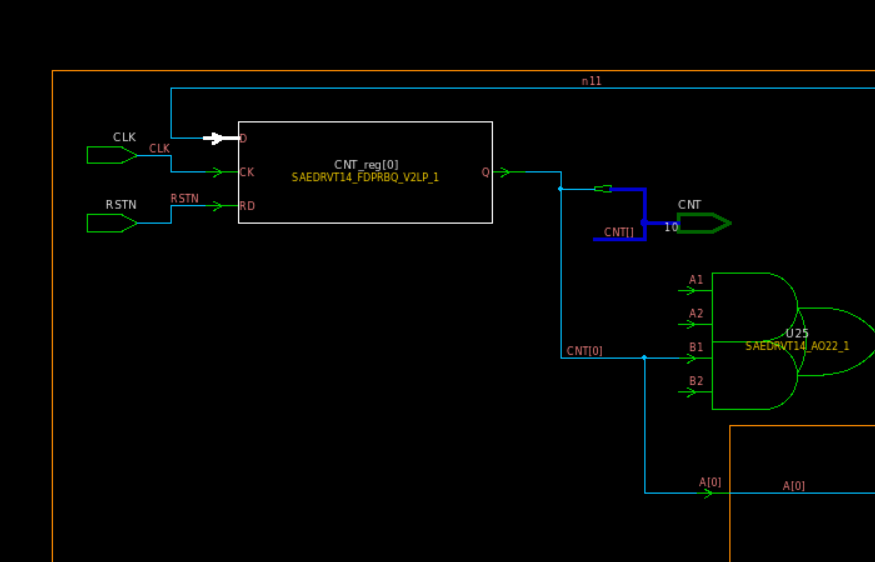 n11
CLK
CLK
D
CNT_reg[0]
SAEDRVT14_FDPRBQ_V2LP_1
CK
Q
RSTN
RSTN
RD
CNT
CNT[]
10
A1
A2
U25
SAEDRVT14_AO22_1
B1
CNT[0]
B2
A[0]
A[0]